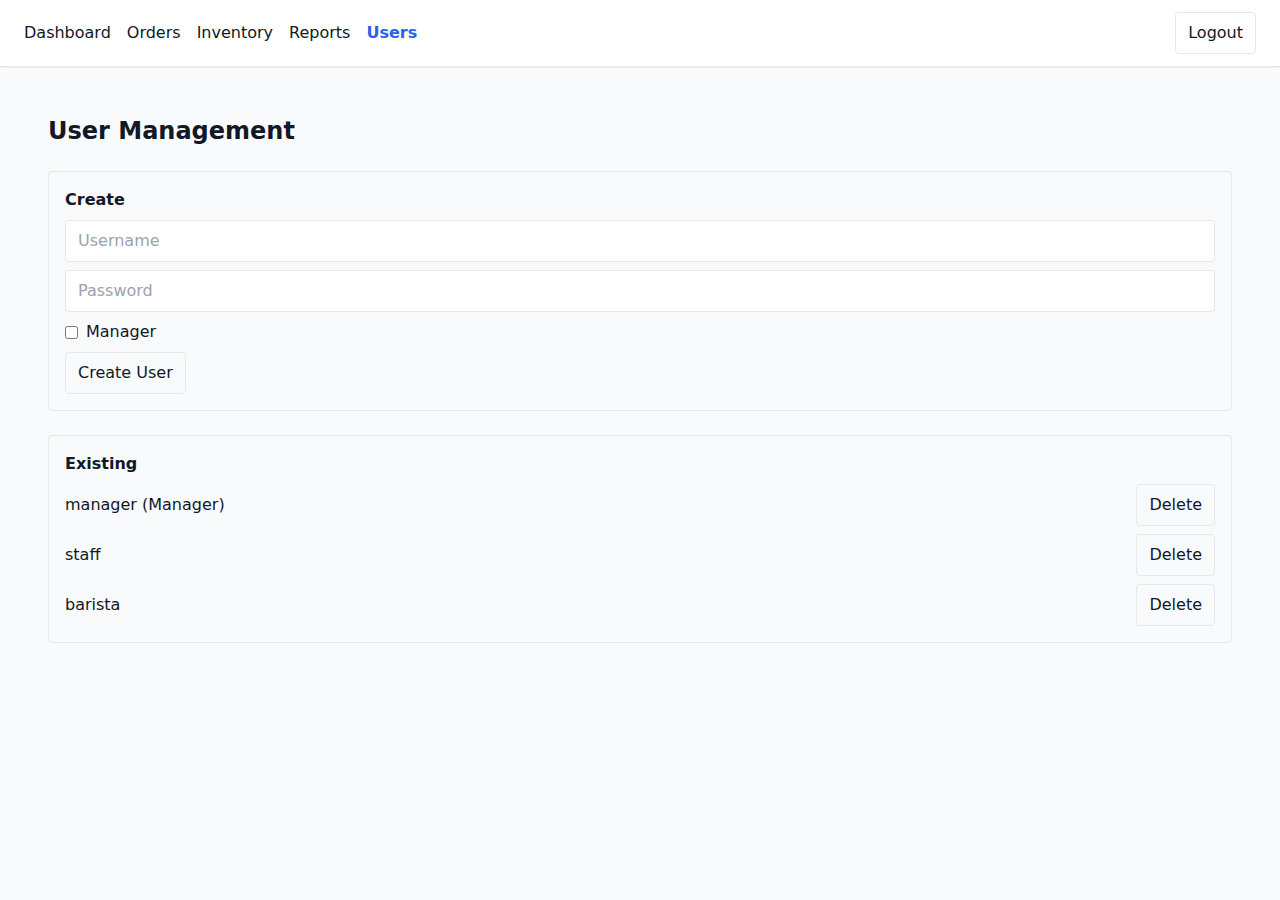 Dashboard Orders Inventory Reports Users Logout
User Management
Create
Username
Password
Manager
Create User
Existing
manager (Manager) Delete
staff Delete
barista Delete